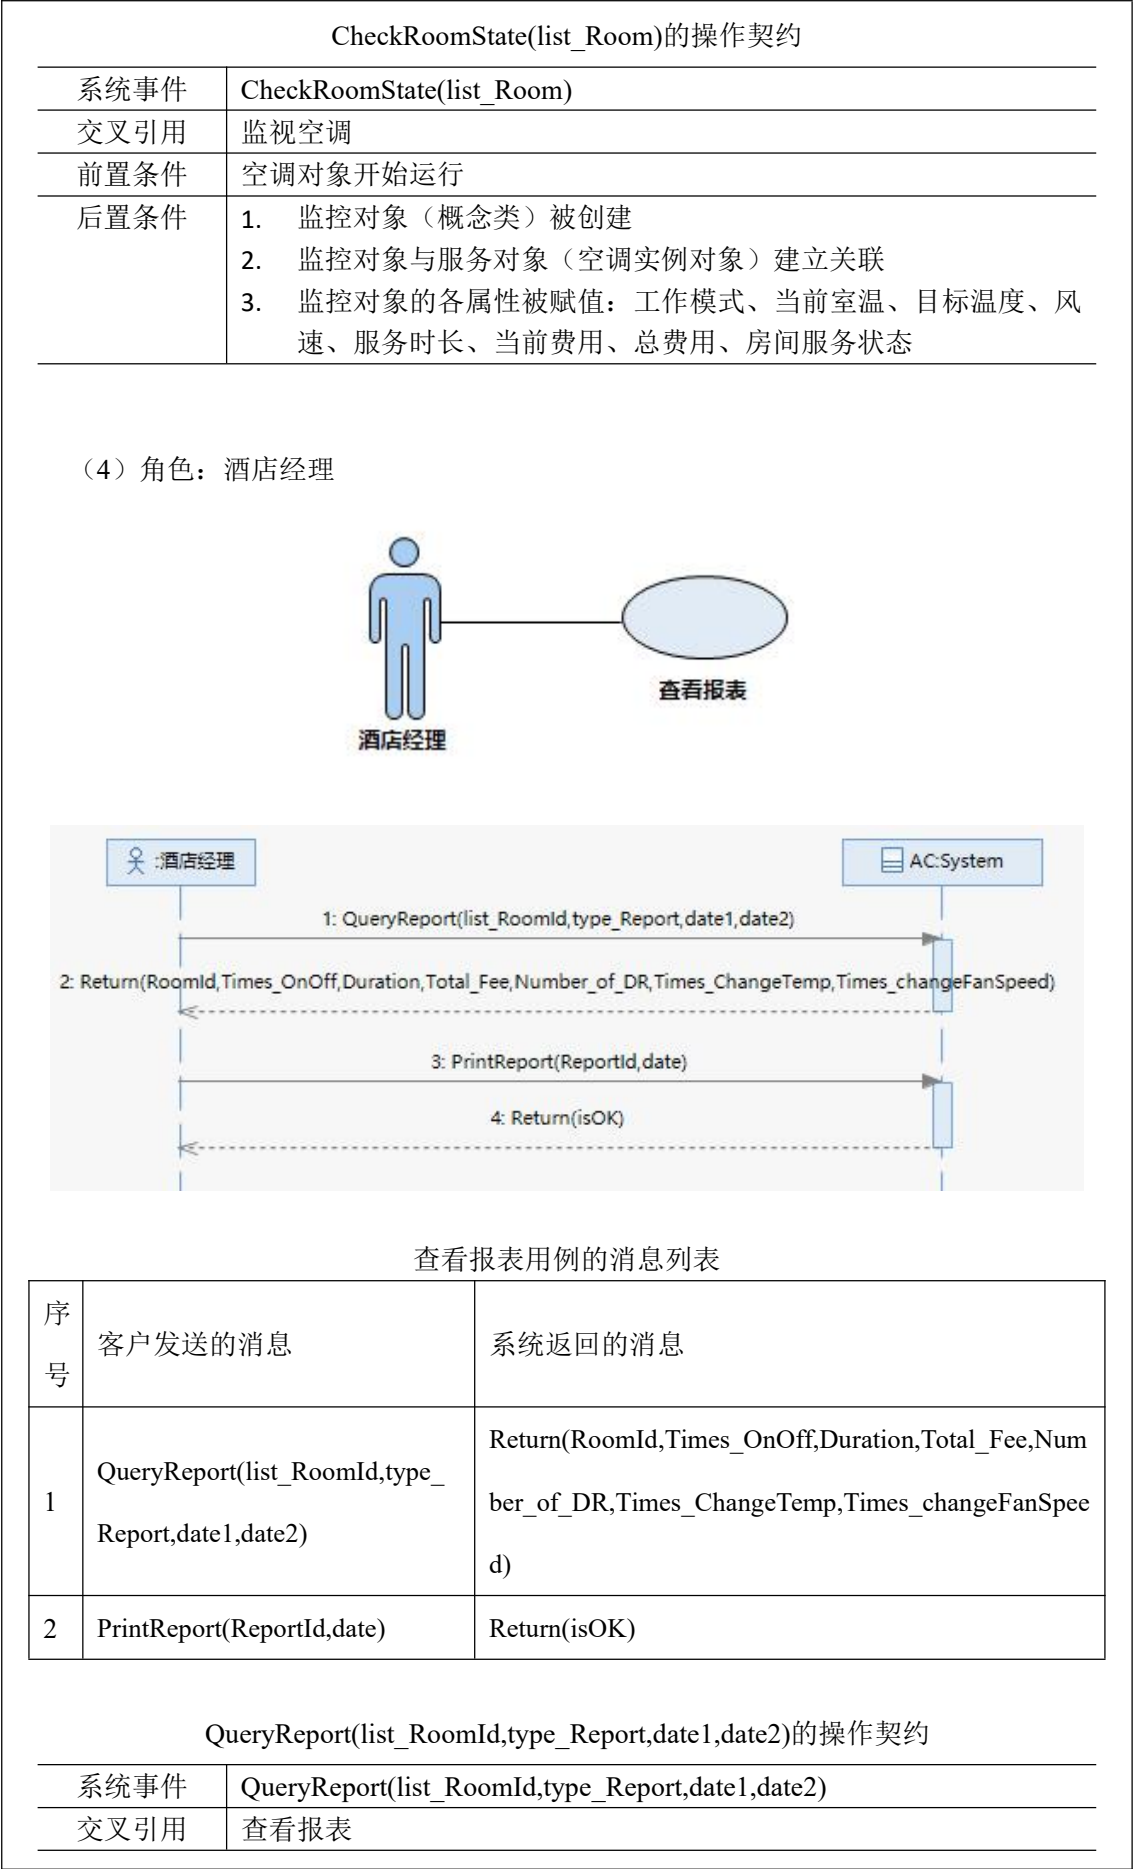 CheckRoomState(list_Room)的操作契约
系统事件 CheckRoomState(list_Room)
交叉引用 监视空调
前置条件 空调对象开始运行
后置条件 1. 监控对象（概念类）被创建
2. 监控对象与服务对象（空调实例对象）建立关联
3. 监控对象的各属性被赋值：工作模式、当前室温、目标温度、风
速、服务时长、当前费用、总费用、房间服务状态
（4）角色：酒店经理
查看报表
酒店经理
:酒店经理 AC:System
1: QueryReport(list_RoomId,type_Report,date1,date2)
2: Return(RoomId,Times_OnOff,Duration,Total_Fee,Number_of_DR,Times_ChangeTemp,Times_changeFanSpeed)
3: PrintReport(ReportId,date)
4: Return(isOK)
查看报表用例的消息列表
序
号
客户发送的消息 系统返回的消息
1
QueryReport(list_RoomId,type_
Report,date1,date2)
Return(RoomId,Times_OnOff,Duration,Total_Fee,Num
ber_of_DR,Times_ChangeTemp,Times_changeFanSpee
d)
2 PrintReport(ReportId,date) Return(isOK)
QueryReport(list_RoomId,type_Report,date1,date2)的操作契约
系统事件 QueryReport(list_RoomId,type_Report,date1,date2)
交叉引用 查看报表